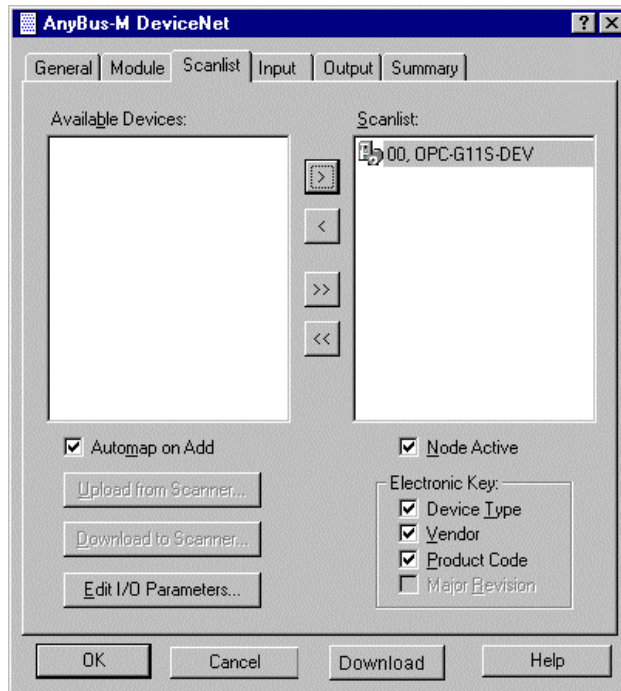 AnyBus-M DeviceNet
General Module Scanlist Input Output Summary
Available Devices:
Scanlist:
00, OPC-G11S-DEV
>
<
>>
<<
Automap on Add
Node Active
Upload from Scanner...
Download to Scanner...
Edit I/O Parameters...
Electronic Key:
Device Type
Vendor
Product Code
Major Revision
OK Cancel Download Help